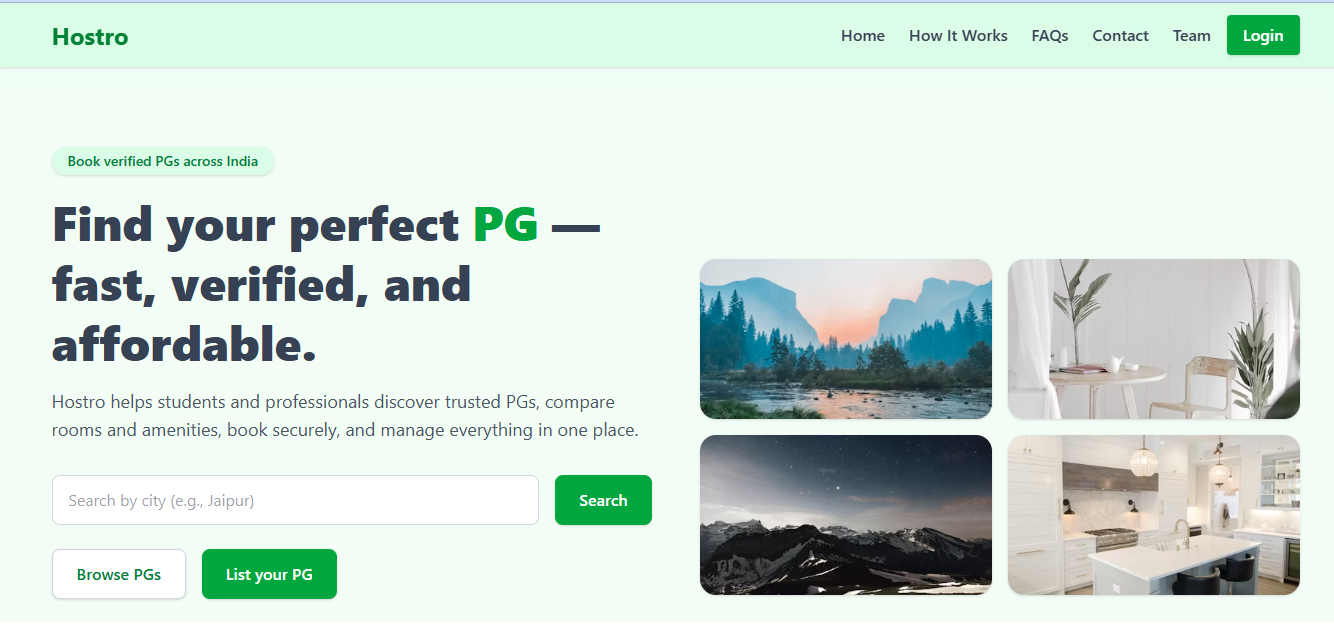 Hostro
Home How It Works FAQs Contact Team Login
Book verified PGs across India
Find your perfect PG —
fast, verified, and
affordable.
Hostro helps students and professionals discover trusted PGs, compare
rooms and amenities, book securely, and manage everything in one place.
Search by city (e.g., Jaipur)
Search
Browse PGs
List your PG